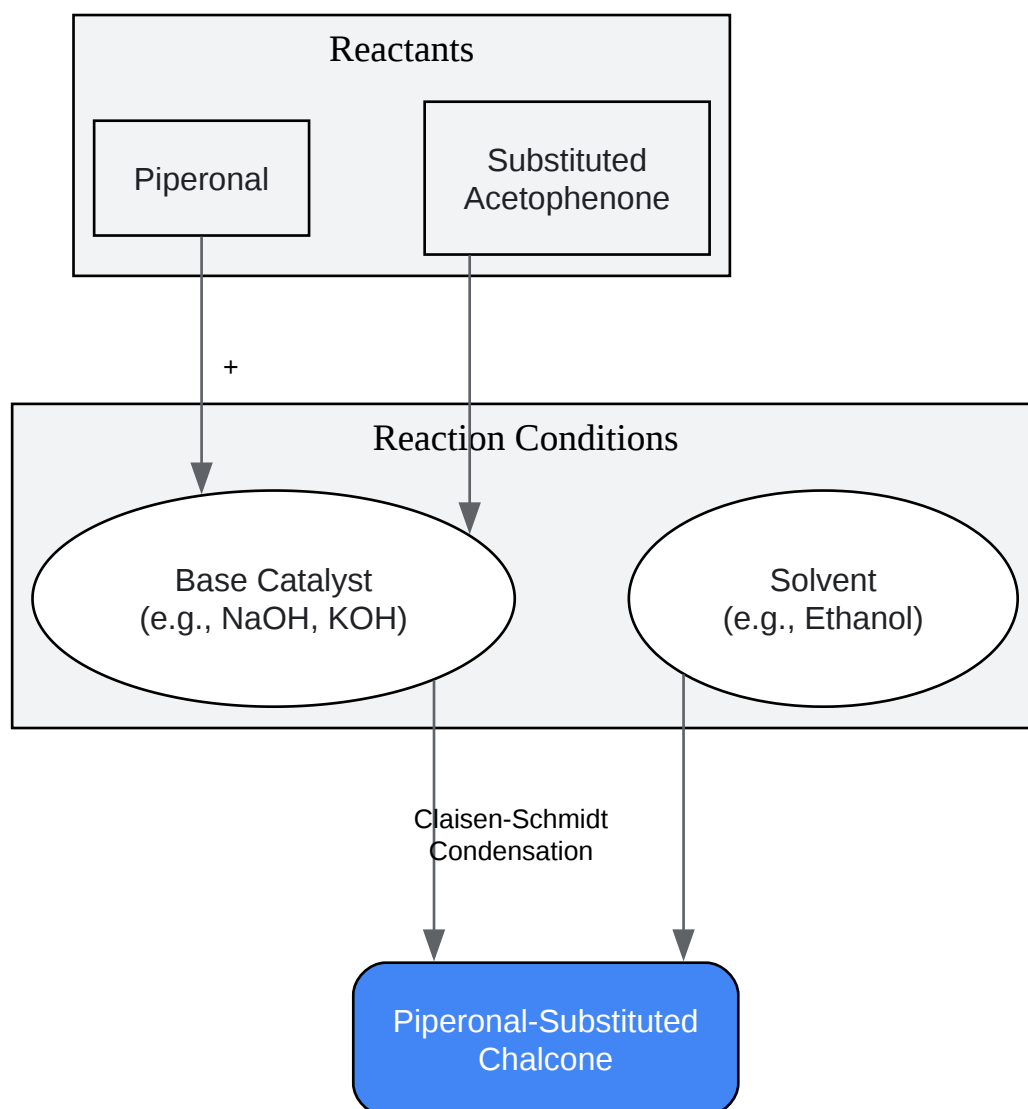 Reactants
Piperonal
Substituted
Acetophenone
+
Reaction Conditions
Base Catalyst
(e.g., NaOH, KOH)
Solvent
(e.g., Ethanol)
Claisen-Schmidt
Condensation
Piperonal-Substituted
Chalcone